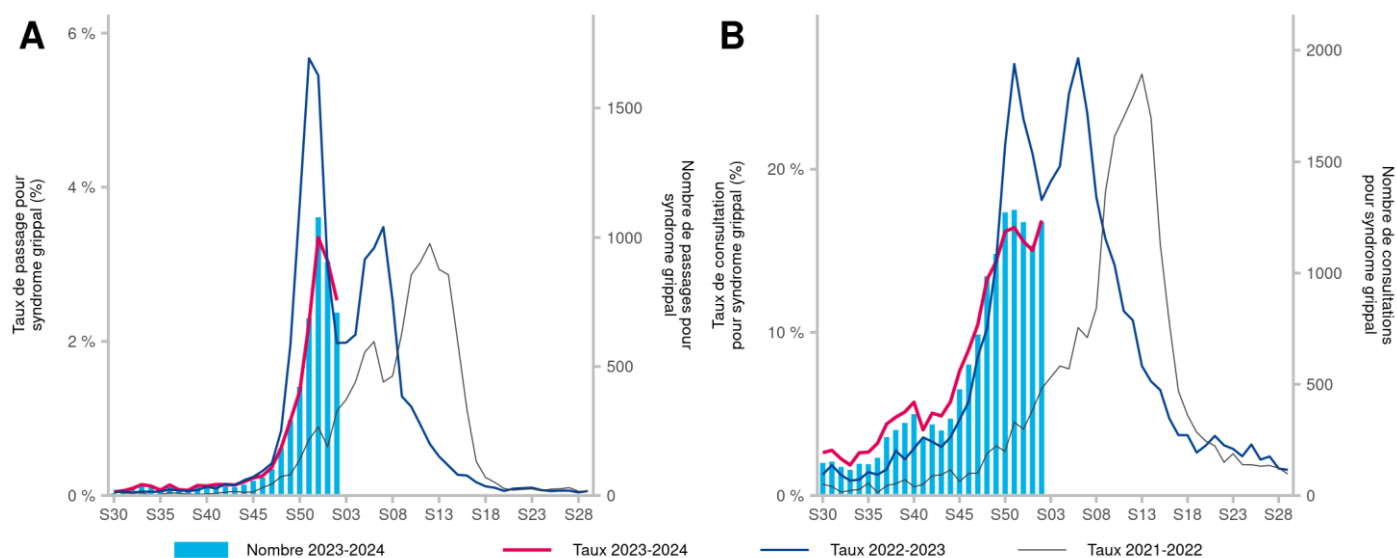 A
Taux de passage pour
syndrome grippal (%)
6 %
4 %
2 %
0 %
1500
1000
500
0
Nombre de passages pour
syndrome grippal
S30 S35 S40 S45 S50 S03 S08 S13 S18 S23 S28
B
Taux de consultation
pour syndrome grippal (%)
20 %
10 %
0 %
2000
1500
1000
500
0
Nombre de consultations
pour syndrome grippal
S30 S35 S40 S45 S50 S03 S08 S13 S18 S23 S28
Nombre 2023-2024 Taux 2023-2024 Taux 2022-2023 Taux 2021-2022